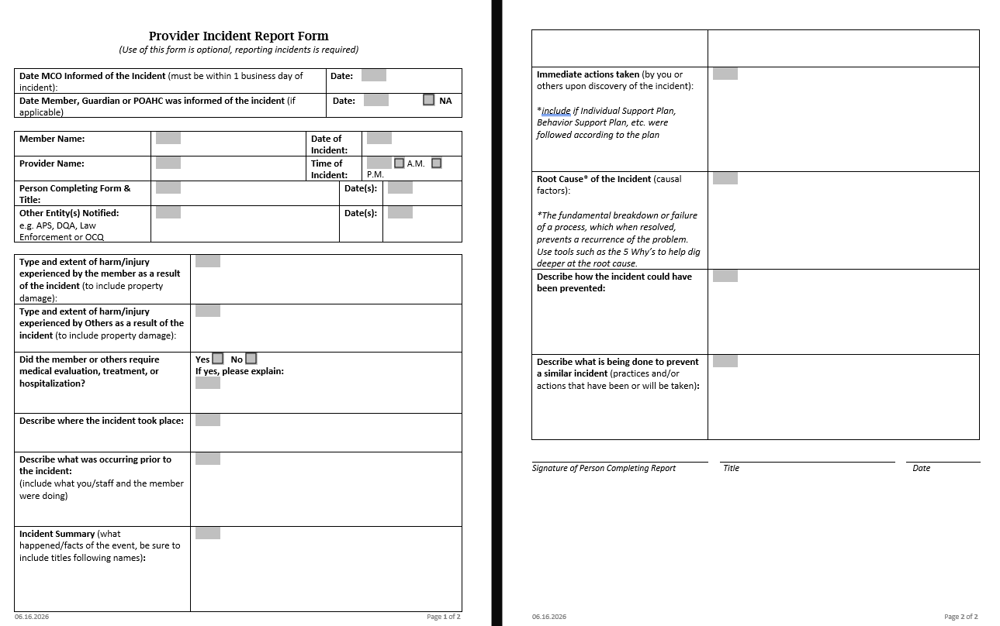 Provider Incident Report Form
(Use of this form is optional, reporting incidents is required)
Date MCO Informed of the Incident (must be within 1 business day of
incident):
Date:
Date Member, Guardian or POAHC was informed of the incident (if
applicable)
Date: NA
Member Name:
Date of
Incident:
Provider Name:
Time of
Incident:
A.M.
P.M.
Person Completing Form &
Title:
Date(s):
Other Entity(s) Notified:
e.g. APS, DQA, Law
Enforcement or OCQ
Date(s):
Type and extent of harm/injury
experienced by the member as a result
of the incident (to include property
damage):
Type and extent of harm/injury
experienced by Others as a result of the
incident (to include property damage):
Did the member or others require
medical evaluation, treatment, or
hospitalization?
Yes No
If yes, please explain:
Describe where the incident took place:
Describe what was occurring prior to
the incident:
(include what you/staff and the member
were doing)
Incident Summary (what
happened/facts of the event, be sure to
include titles following names):
06.16.2026 Page 1 of 2
Immediate actions taken (by you or
others upon discovery of the incident):
*include if Individual Support Plan,
Behavior Support Plan, etc. were
followed according to the plan
Root Cause* of the Incident (causal
factors):
*The fundamental breakdown or failure
of a process, which when resolved,
prevents a recurrence of the problem.
Use tools such as the 5 Why's to help dig
deeper at the root cause.
Describe how the incident could have
been prevented:
Describe what is being done to prevent
a similar incident (practices and/or
actions that have been or will be taken):
Signature of Person Completing Report Title Date
06.16.2026 Page 2 of 2